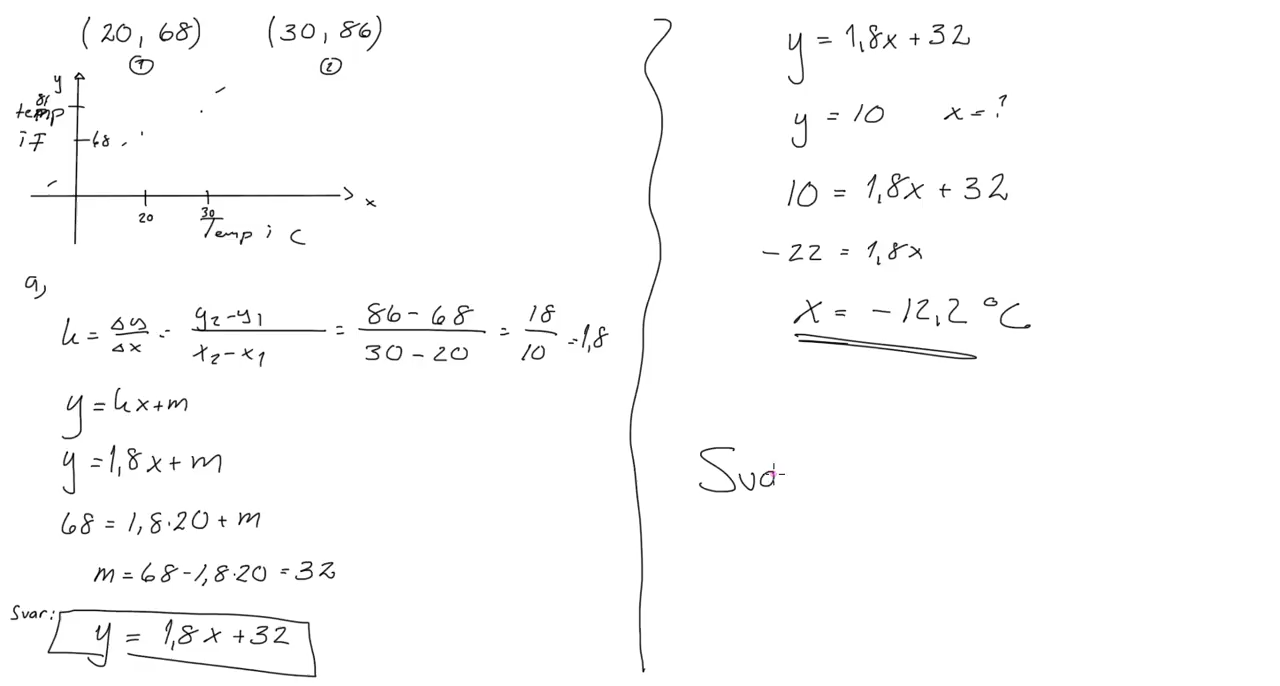 (20, 68) (30, 86)
① ②
y
temp
i F
68
20
30
x
Temp i C
a,
k = Δy/Δx = (y₂-y₁)/(x₂-x₁) = (86-68)/(30-20) = 18/10 = 1,8
y = kx+m
y = 1,8x + m
68 = 1,8·20 + m
m = 68 - 1,8·20 = 32
Svar:
y = 1,8x + 32
y = 1,8x + 32
y = 10 x = ?
10 = 1,8x + 32
-22 = 1,8x
x = -12,2 °C
Sva